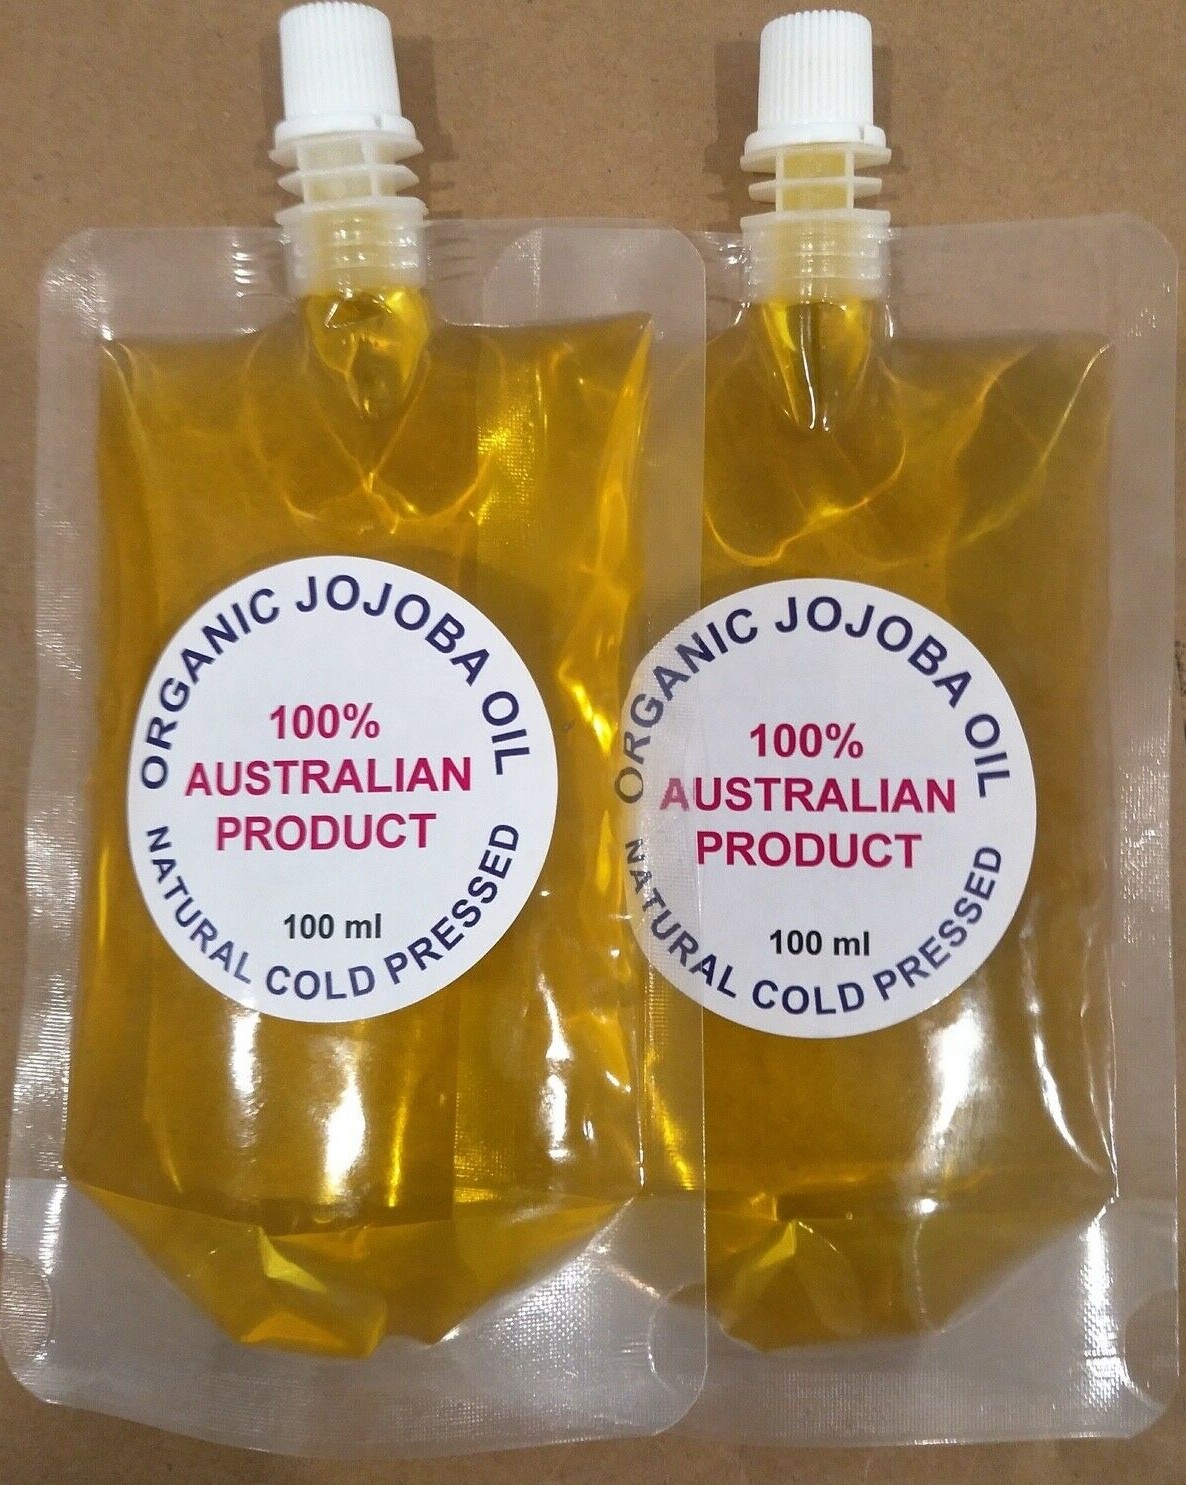 ORGANIC JOJOBA OIL
100%
AUSTRALIAN
PRODUCT
100 ml
NATURAL COLD PRESSED
ORGANIC JOJOBA OIL
100%
AUSTRALIAN
PRODUCT
100 ml
NATURAL COLD PRESSED